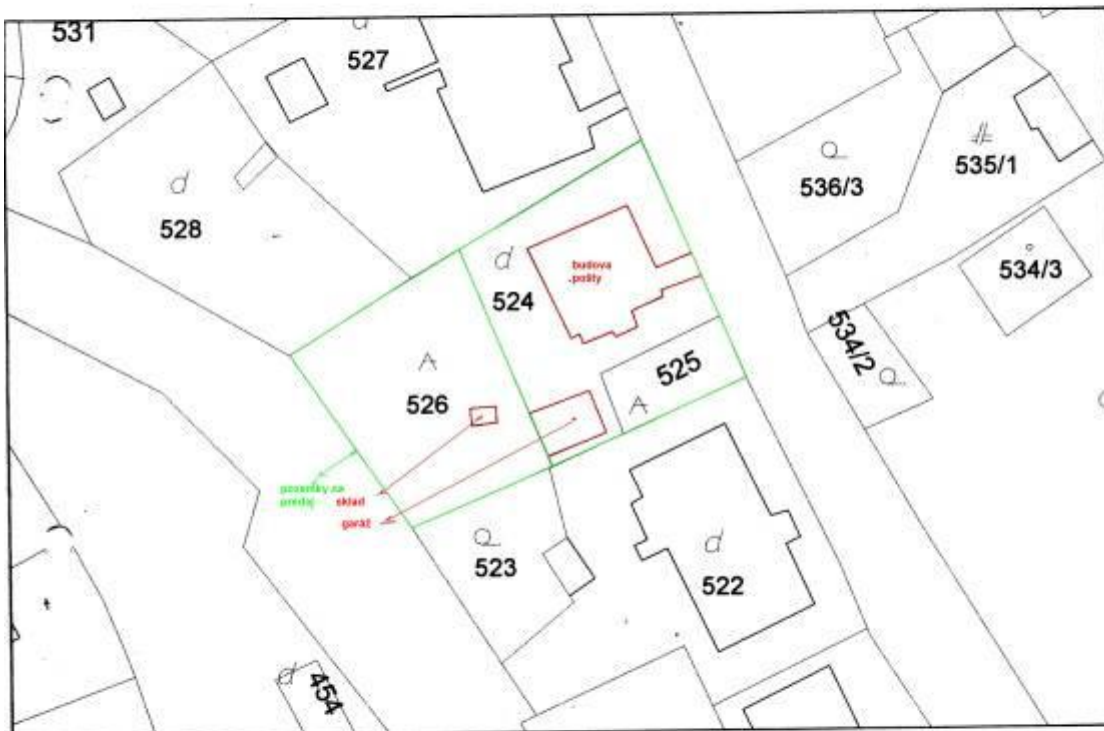 531
527
d
528
536/3
535/1
534/3
d
524
budova
.pošty
534/2
525
A
526
A
pozemky na
predaj
sklad
garáž
523
d
522
d
454